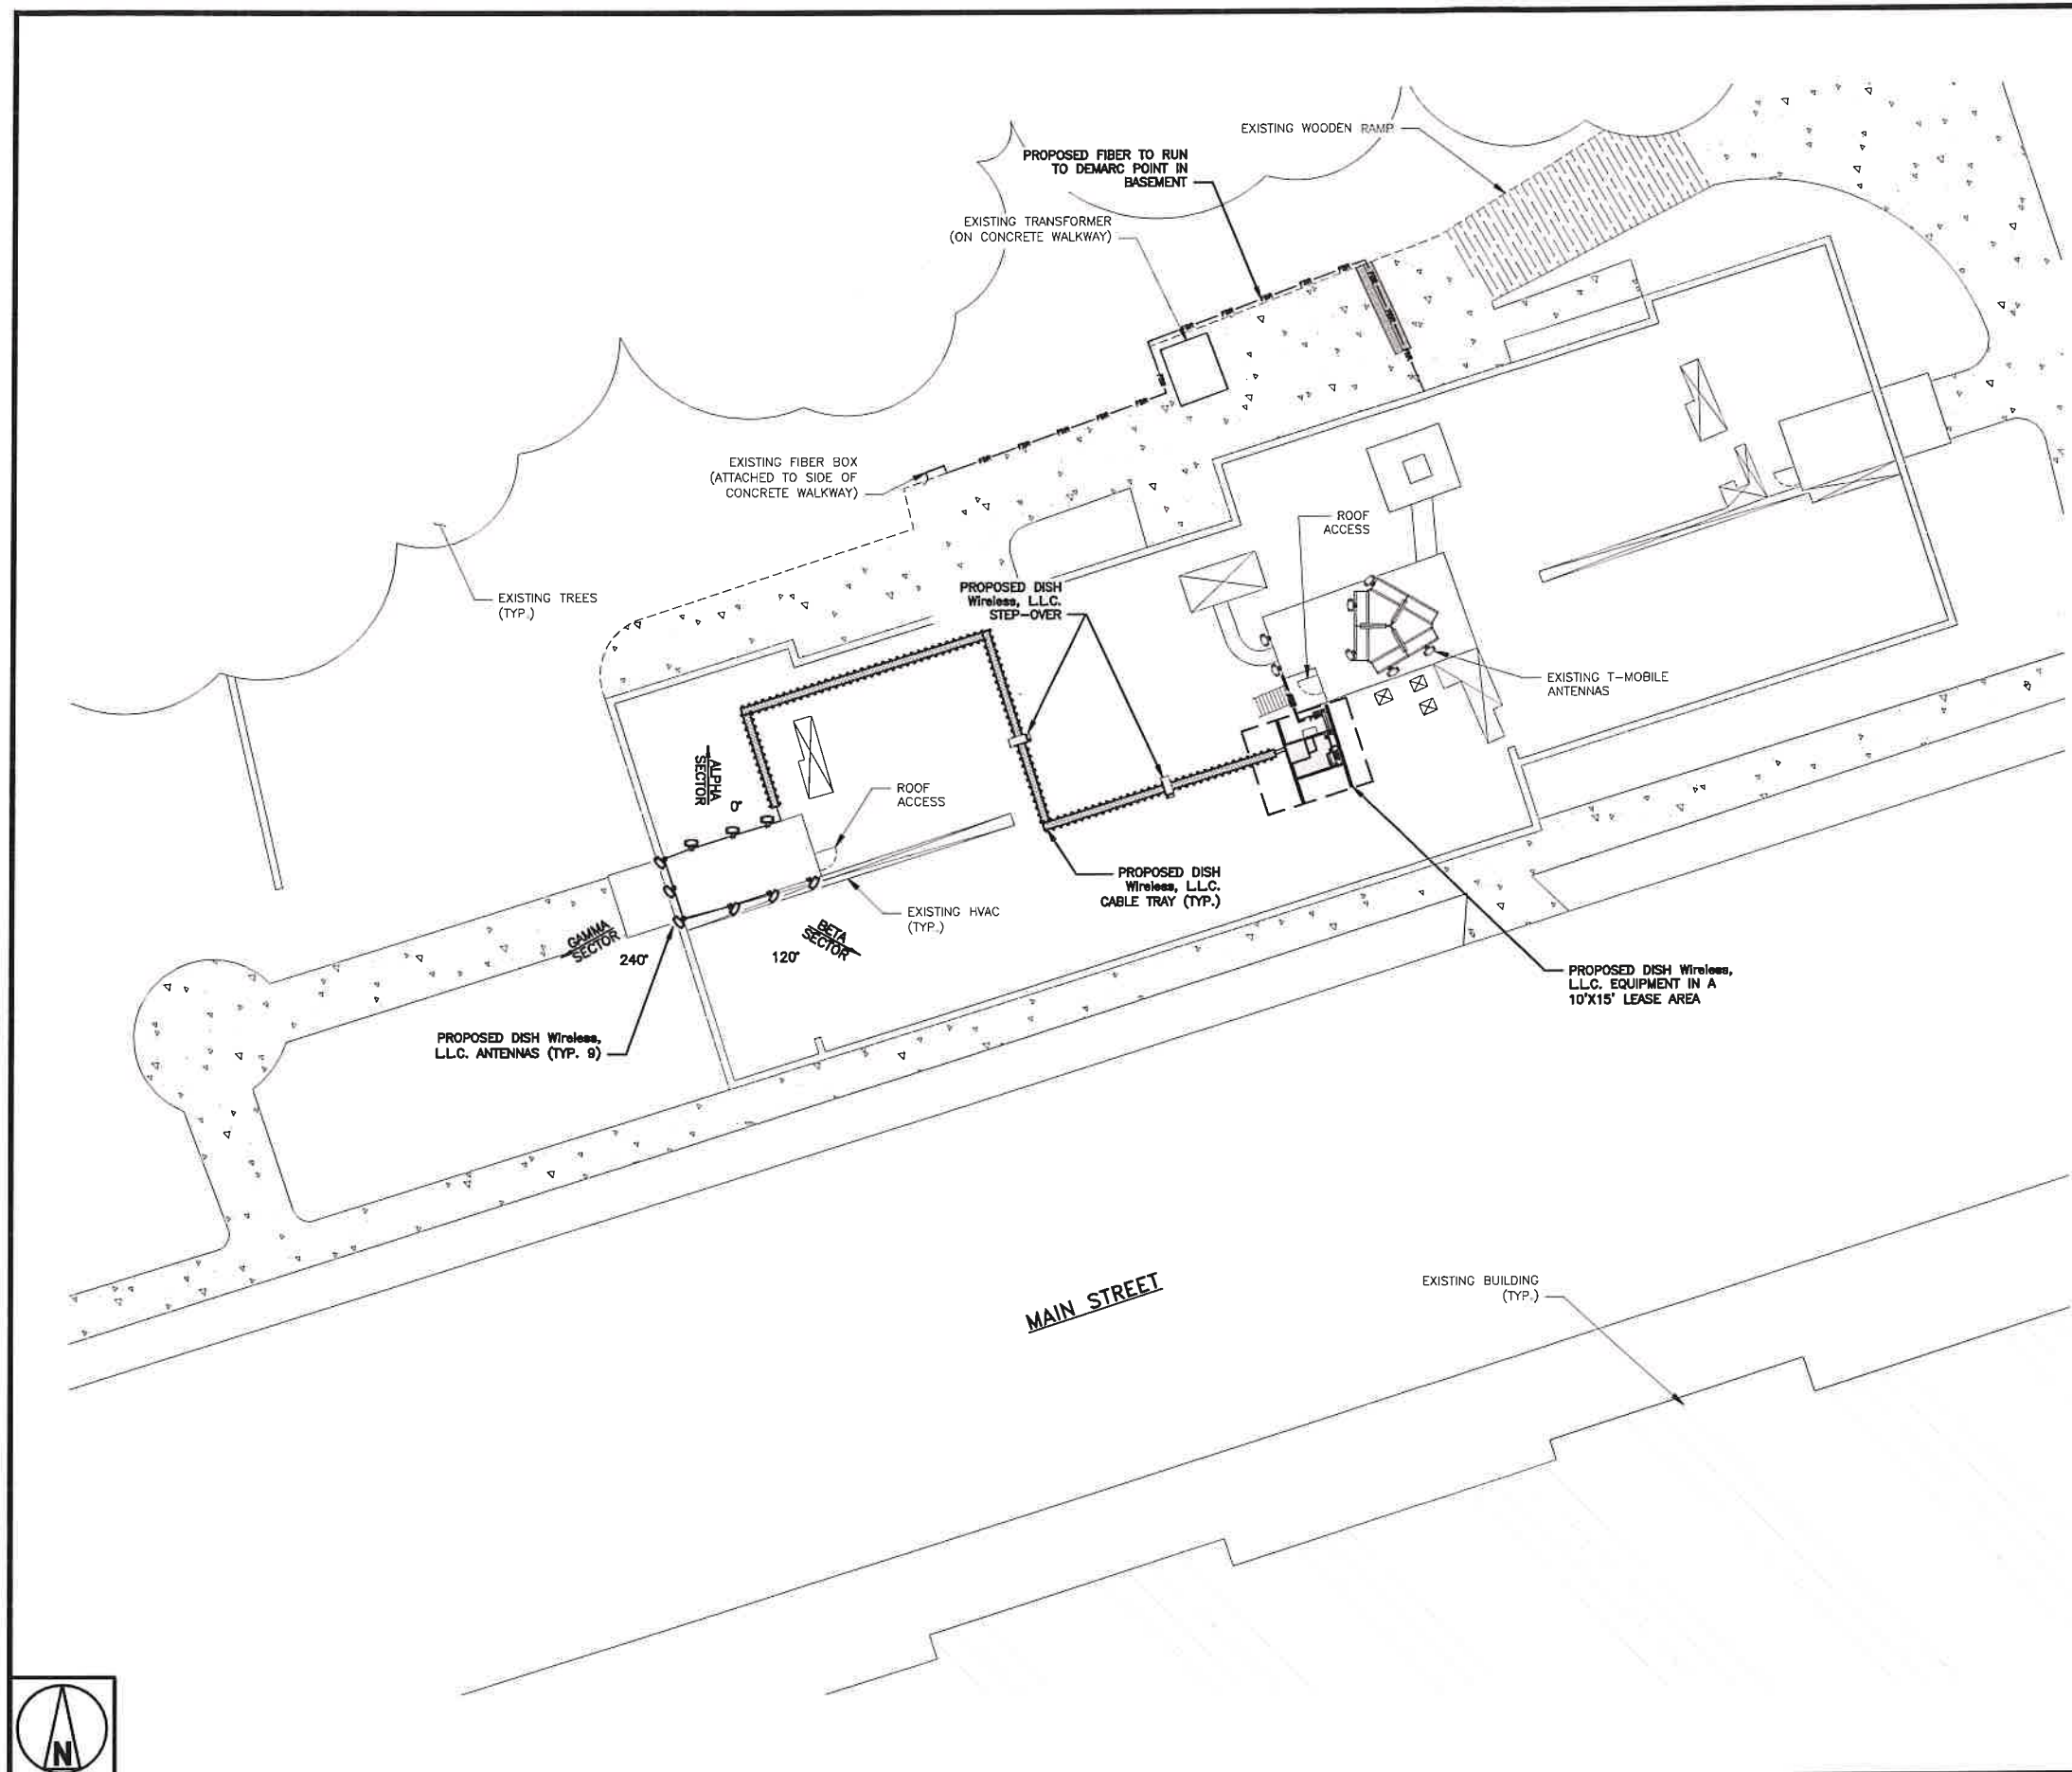 EXISTING WOODEN RAMP
PROPOSED FIBER TO RUN
TO DEMARC POINT IN
BASEMENT
EXISTING TRANSFORMER
(ON CONCRETE WALKWAY)
EXISTING FIBER BOX
(ATTACHED TO SIDE OF
CONCRETE WALKWAY)
ROOF
ACCESS
EXISTING TREES
(TYP.)
PROPOSED DISH
Wireless, L.L.C.
STEP-OVER
EXISTING T-MOBILE
ANTENNAS
ALPHA
SECTOR
0°
ROOF
ACCESS
PROPOSED DISH
Wireless, L.L.C.
CABLE TRAY (TYP.)
EXISTING HVAC
(TYP.)
GAMMA
SECTOR
240°
BETA
SECTOR
120°
PROPOSED DISH Wireless,
L.L.C. EQUIPMENT IN A
10'X15' LEASE AREA
PROPOSED DISH Wireless,
L.L.C. ANTENNAS (TYP. 9)
MAIN STREET
EXISTING BUILDING
(TYP.)
N